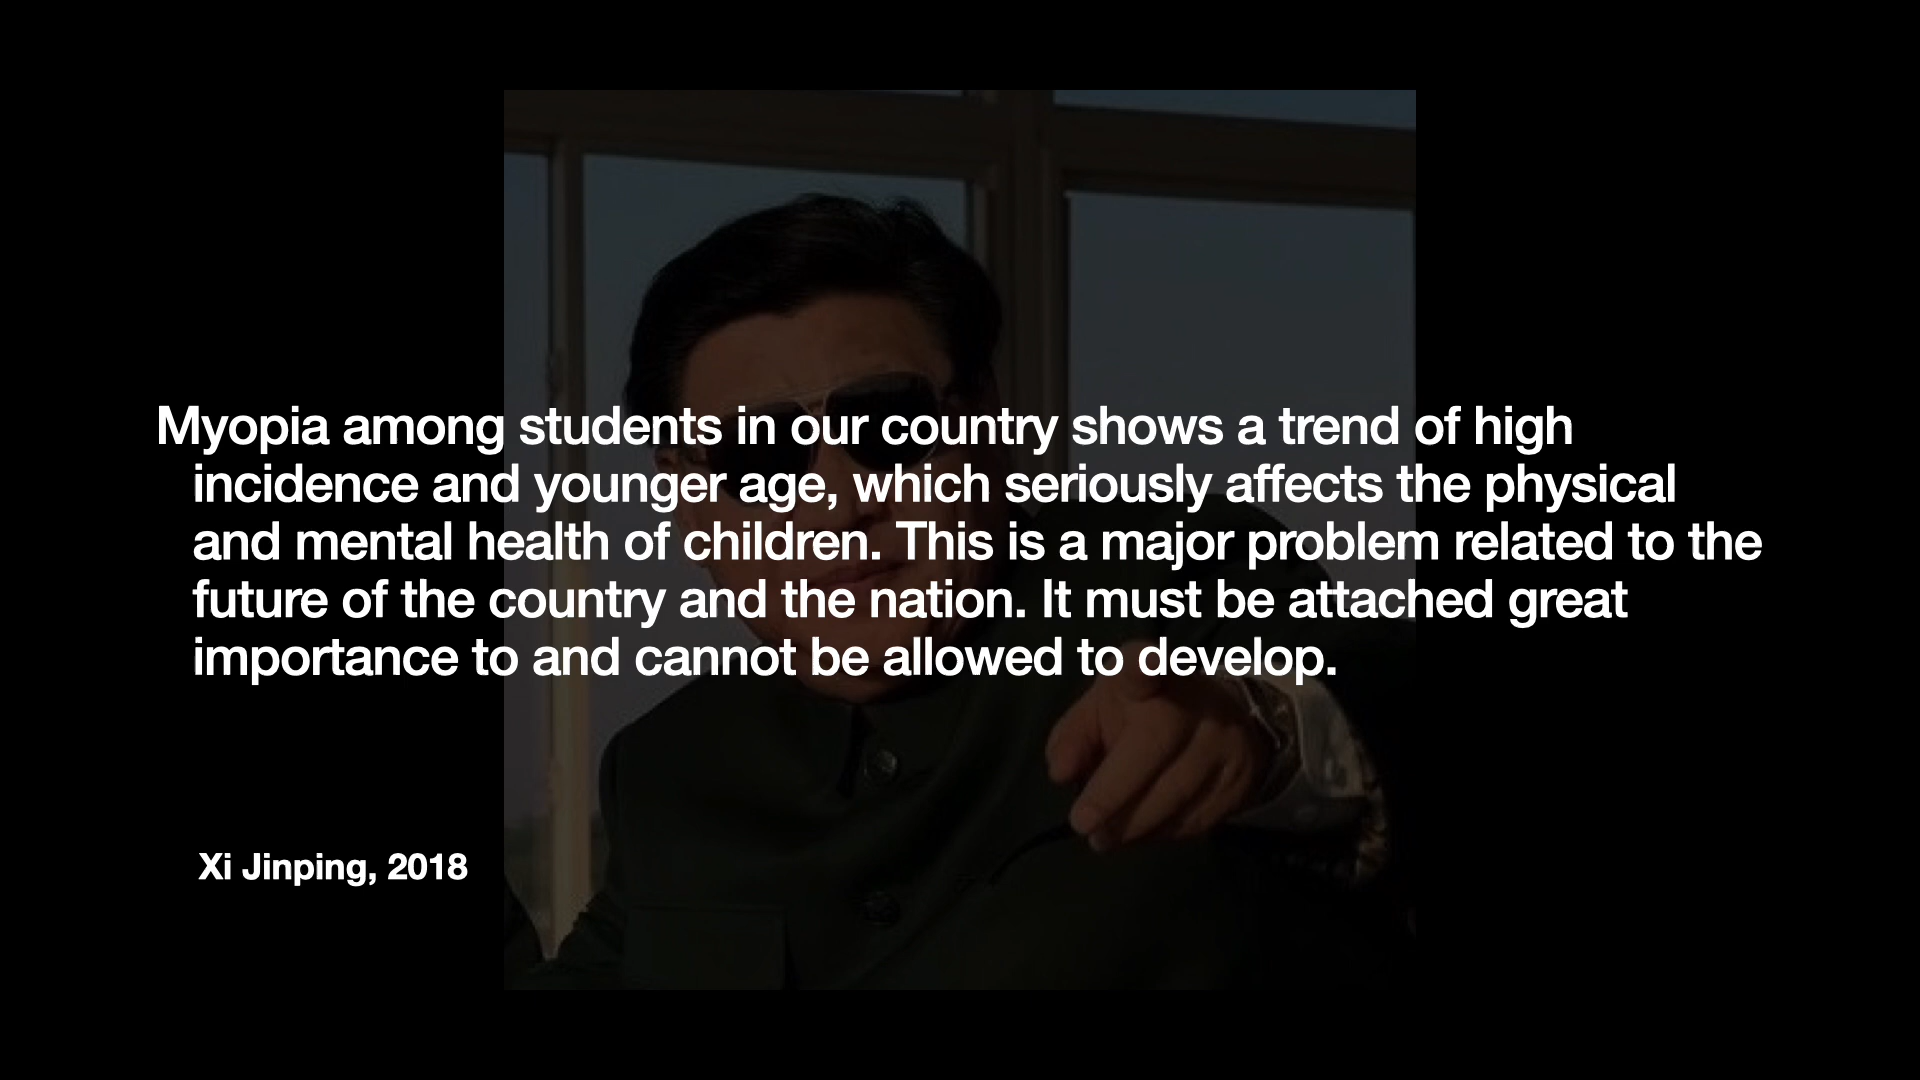 Myopia among students in our country shows a trend of high
incidence and younger age, which seriously affects the physical
and mental health of children. This is a major problem related to the
future of the country and the nation. It must be attached great
importance to and cannot be allowed to develop.
Xi Jinping, 2018